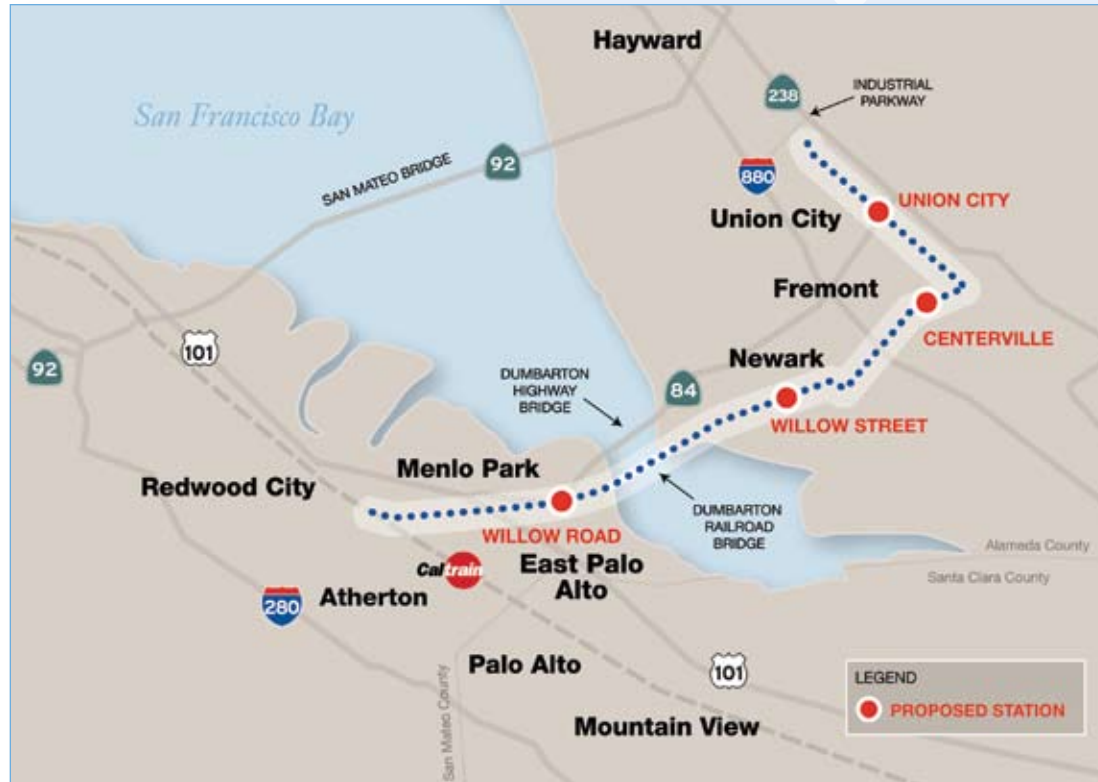 Hayward
238
INDUSTRIAL
PARKWAY
San Francisco Bay
SAN MATEO BRIDGE
92
880
UNION CITY
Union City
Fremont
CENTERVILLE
101
92
Newark
DUMBARTON
HIGHWAY
BRIDGE
84
WILLOW STREET
Menlo Park
Redwood City
DUMBARTON
RAILROAD
BRIDGE
WILLOW ROAD
Alameda County
Santa Clara County
Caltrain
East Palo
Alto
280
Atherton
Palo Alto
101
San Mateo County
Mountain View
LEGEND
PROPOSED STATION